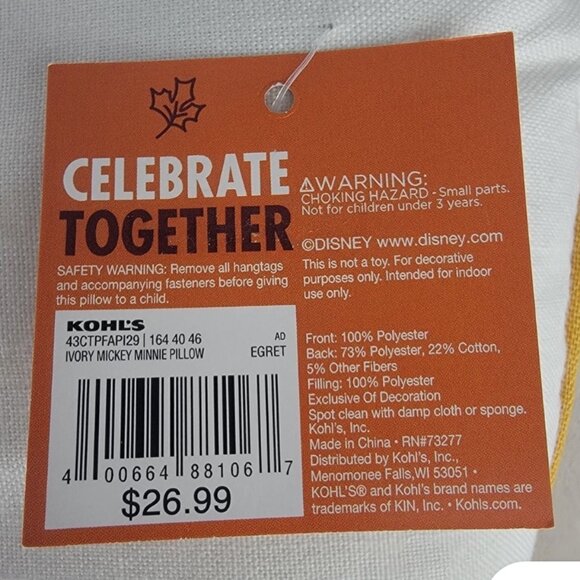 CELEBRATE
TOGETHER
SAFETY WARNING: Remove all hangtags
and accompanying fasteners before giving
this pillow to a child.
KOHL'S
43CTPFAPI29 | 164 40 46 AD
IVORY MICKEY MINNIE PILLOW EGRET
4 00664 88106 7
$26.99
⚠WARNING:
CHOKING HAZARD - Small parts.
Not for children under 3 years.
©DISNEY www.disney.com
This is not a toy. For decorative
purposes only. Intended for indoor
use only.
Front: 100% Polyester
Back: 73% Polyester, 22% Cotton,
5% Other Fibers
Filling: 100% Polyester
Exclusive Of Decoration
Spot clean with damp cloth or sponge.
Kohl's, Inc.
Made in China • RN#73277
Distributed by Kohl's, Inc.,
Menomonee Falls,WI 53051 •
KOHL'S® and Kohl's brand names are
trademarks of KIN, Inc. • Kohls.com.